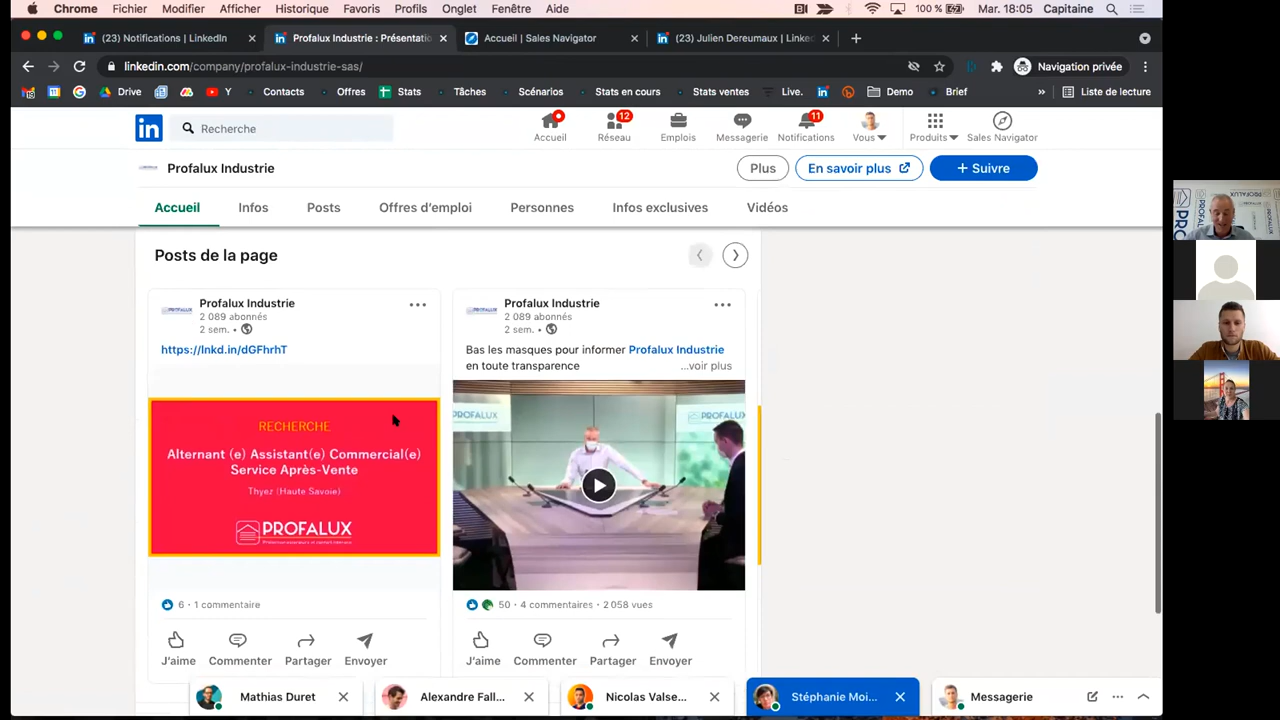 Chrome Fichier Modifier Afficher Historique Favoris Profils Onglet Fenêtre Aide 100 % Mar. 18:05 Capitaine
(23) Notifications | LinkedIn Profalux Industrie : Présentatio Accueil | Sales Navigator (23) Julien Dereumaux | Linke
linkedin.com/company/profalux-industrie-sas/ Navigation privée
Drive Y Contacts Offres Stats Tâches Scénarios Stats en cours Stats ventes Live. Demo Brief » Liste de lecture
in Recherche
12 11
Accueil Réseau Emplois Messagerie Notifications Vous Produits Sales Navigator
Profalux Industrie Plus En savoir plus + Suivre
Accueil Infos Posts Offres d'emploi Personnes Infos exclusives Vidéos
Posts de la page
Profalux Industrie
2 089 abonnés
2 sem. •
https://lnkd.in/dGFhrhT
RECHERCHE
Alternant (e) Assistant(e) Commercial(e)
Service Après-Vente
Thyez (Haute Savoie)
PROFALUX
6 · 1 commentaire
J'aime Commenter Partager Envoyer
Profalux Industrie
2 089 abonnés
2 sem. •
Bas les masques pour informer Profalux Industrie
en toute transparence ...voir plus
PROFALUX PROFALUX
50 · 4 commentaires · 2 058 vues
J'aime Commenter Partager Envoyer
Mathias Duret Alexandre Fall... Nicolas Valse... Stéphanie Moi... Messagerie